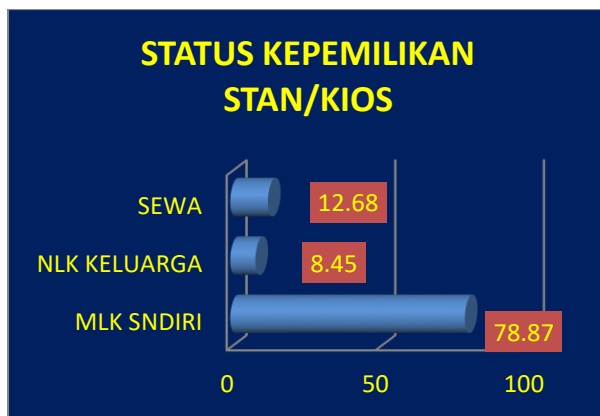 STATUS KEPEMILIKAN
STAN/KIOS
SEWA
12.68
NLK KELUARGA
8.45
MLK SNDIRI
78.87
0
50
100